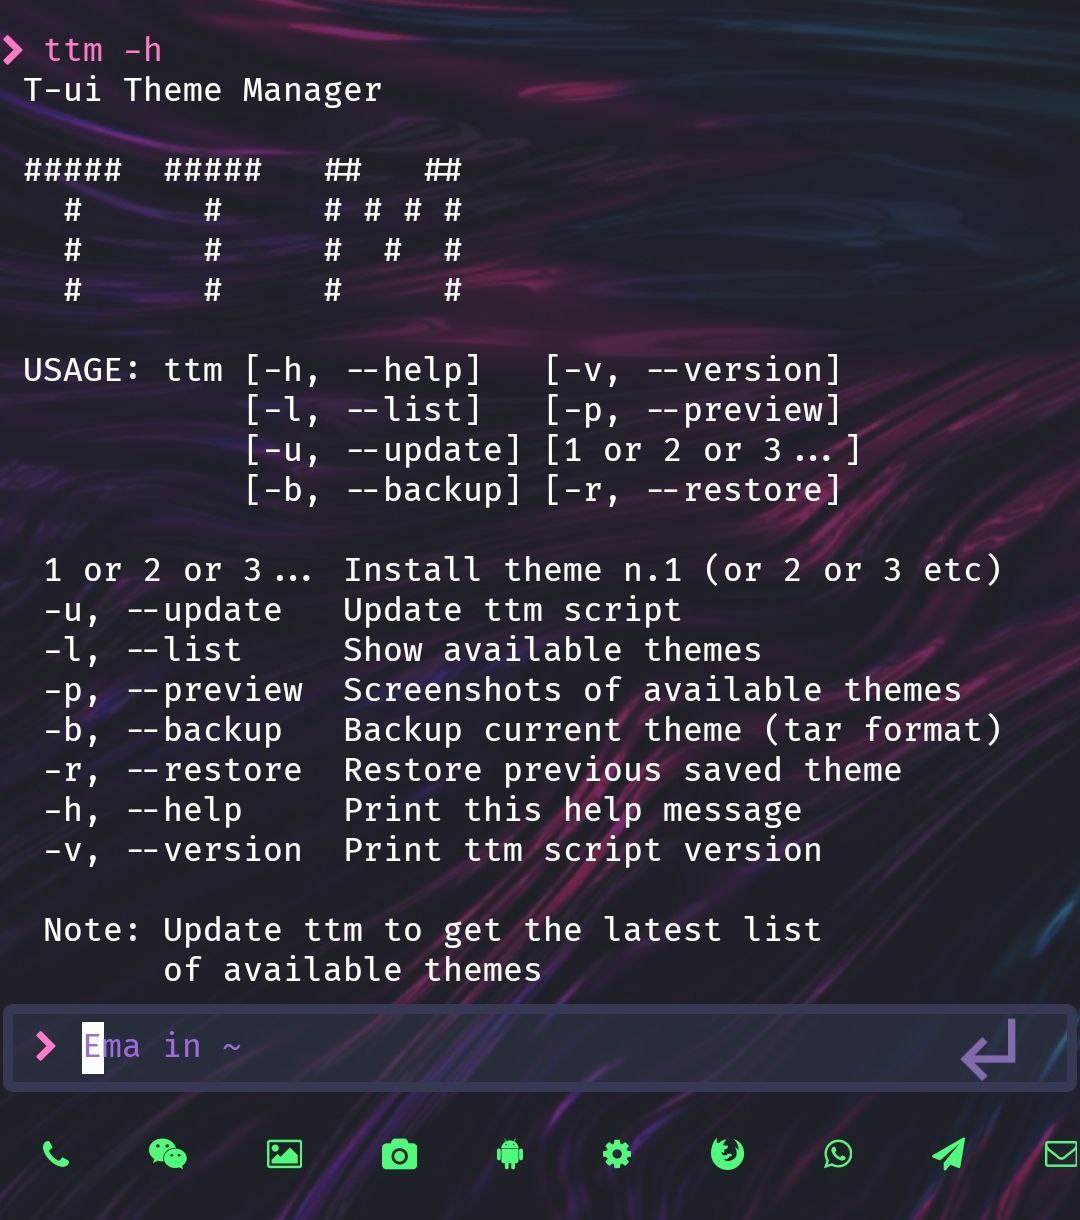 ❯ ttm -h
T-ui Theme Manager
#####  #####   ##   ##
  #      #     # # # #
  #      #     #  #  #
  #      #     #     #
USAGE: ttm [-h, --help]   [-v, --version]
           [-l, --list]   [-p, --preview]
           [-u, --update] [1 or 2 or 3...]
           [-b, --backup] [-r, --restore]
 1 or 2 or 3...  Install theme n.1 (or 2 or 3 etc)
 -u, --update   Update ttm script
 -l, --list     Show available themes
 -p, --preview  Screenshots of available themes
 -b, --backup   Backup current theme (tar format)
 -r, --restore  Restore previous saved theme
 -h, --help     Print this help message
 -v, --version  Print ttm script version
 Note: Update ttm to get the latest list
       of available themes
❯ Ema in ~